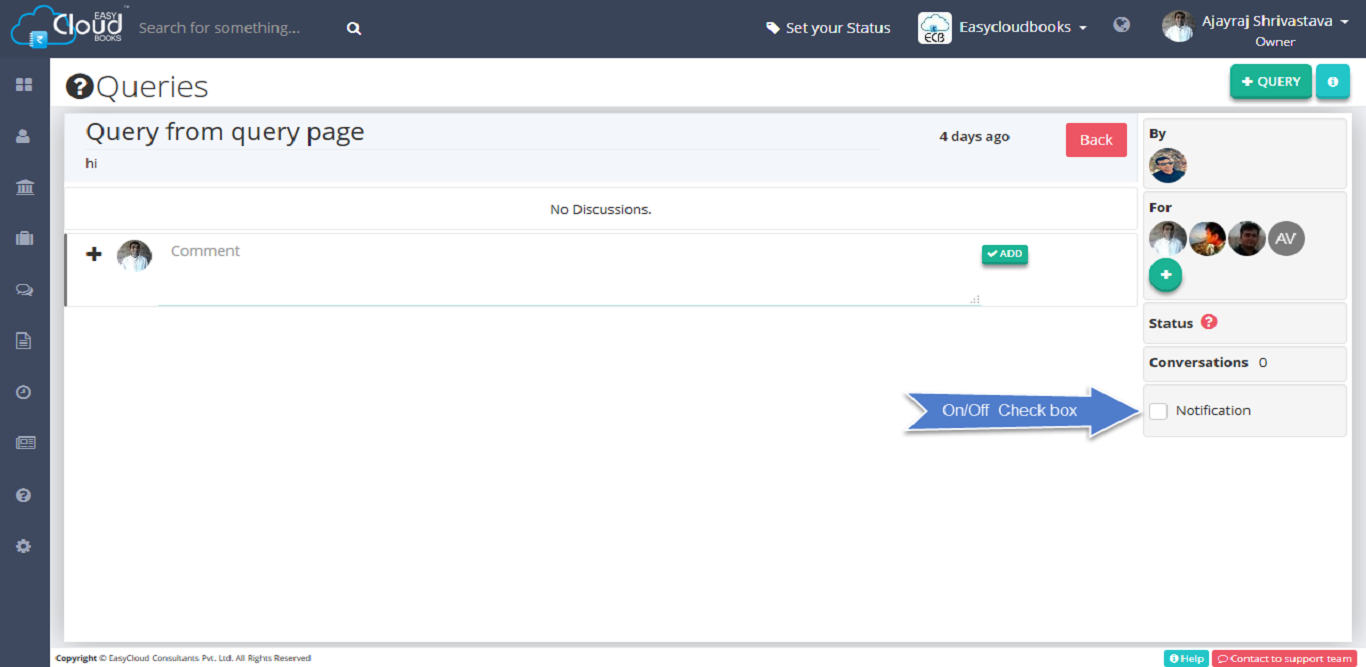 EASY
Cloud
BOOKS
™
Search for something...
Set your Status
ECB
Easycloudbooks
Ajayraj Shrivastava
Owner
Queries
QUERY
Query from query page
4 days ago
Back
hi
No Discussions.
Comment
ADD
By
For
AV
Status
Conversations 0
On/Off Check box
Notification
Copyright © EasyCloud Consultants Pvt. Ltd. All Rights Reserved
Help
Contact to support team